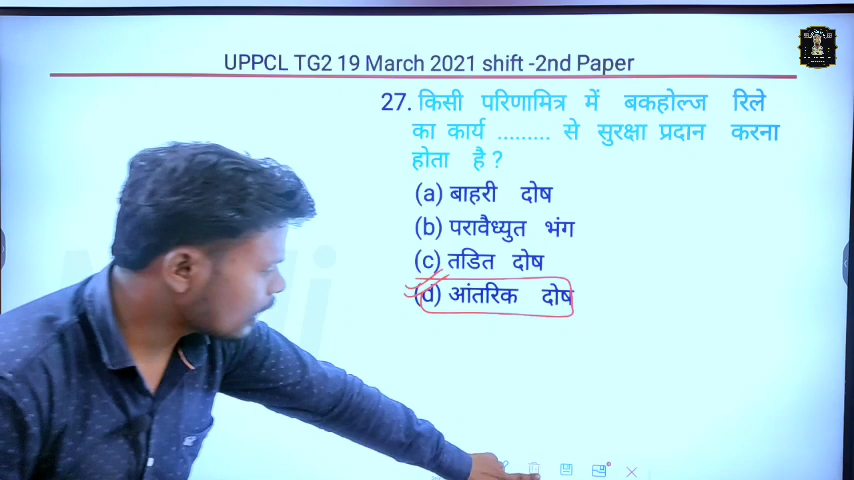 UPPCL TG2 19 March 2021 shift -2nd Paper
27. किसी परिणामित्र में बकहोल्ज रिले
का कार्य ......... से सुरक्षा प्रदान करना
होता है ?
(a) बाहरी दोष
(b) परावैध्युत भंग
(c) तडित दोष
(d) आंतरिक दोष